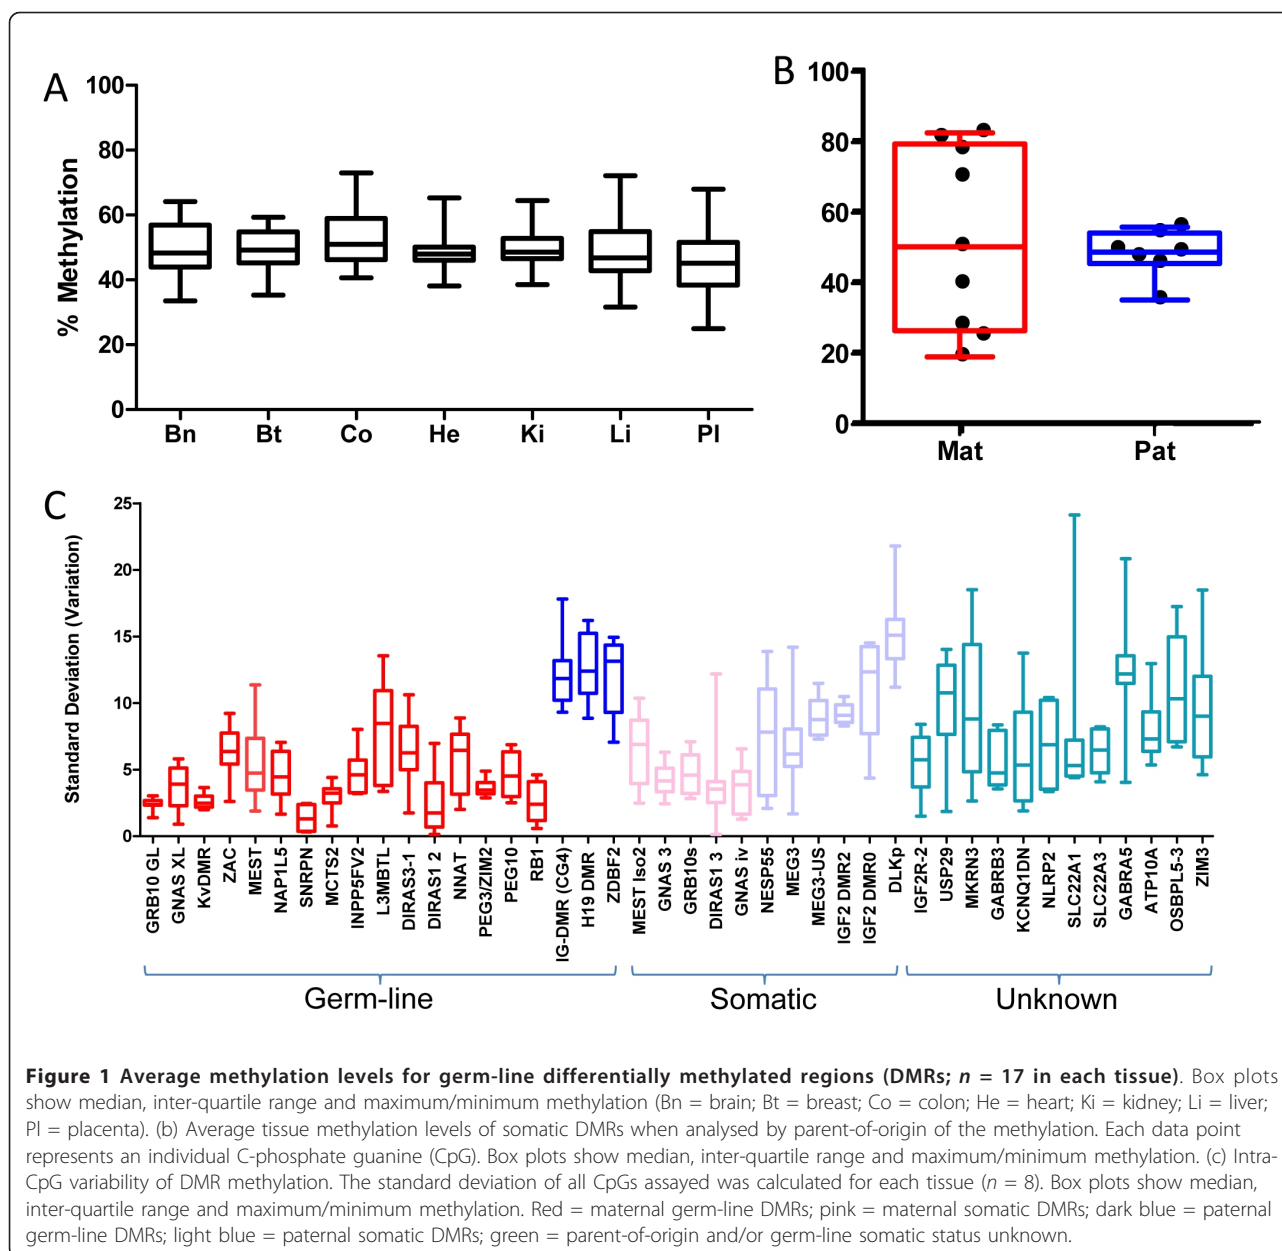 A
100
80
60
40
20
0
% Methylation
Bn Bt Co He Ki Li Pl
B
100
80
60
40
20
0
Mat Pat
C
25
20
15
10
5
0
Standard Deviation (Variation)
GRB10 GL
GNAS XL
KvDMR
ZAC
MEST
NAP1L5
SNRPN
MCTS2
INPP5FV2
L3MBTL
DIRAS3-1
DIRAS1 2
NNAT
PEG3/ZIM2
PEG10
RB1
IG-DMR (CG4)
H19 DMR
ZDBF2
MEST Iso2
GNAS 3
GRB10s
DIRAS1 3
GNAS iv
NESP55
MEG3
MEG3-US
IGF2 DMR2
IGF2 DMR0
DLKp
IGF2R-2
USP29
MKRN3
GABRB3
KCNQ1DN
NLRP2
SLC22A1
SLC22A3
GABRA5
ATP10A
OSBPL5-3
ZIM3
Germ-line Somatic Unknown
Figure 1 Average methylation levels for germ-line differentially methylated regions (DMRs; n = 17 in each tissue). Box plots
show median, inter-quartile range and maximum/minimum methylation (Bn = brain; Bt = breast; Co = colon; He = heart; Ki = kidney; Li = liver;
Pl = placenta). (b) Average tissue methylation levels of somatic DMRs when analysed by parent-of-origin of the methylation. Each data point
represents an individual C-phosphate guanine (CpG). Box plots show median, inter-quartile range and maximum/minimum methylation. (c) Intra-
CpG variability of DMR methylation. The standard deviation of all CpGs assayed was calculated for each tissue (n = 8). Box plots show median,
inter-quartile range and maximum/minimum methylation. Red = maternal germ-line DMRs; pink = maternal somatic DMRs; dark blue = paternal
germ-line DMRs; light blue = paternal somatic DMRs; green = parent-of-origin and/or germ-line somatic status unknown.